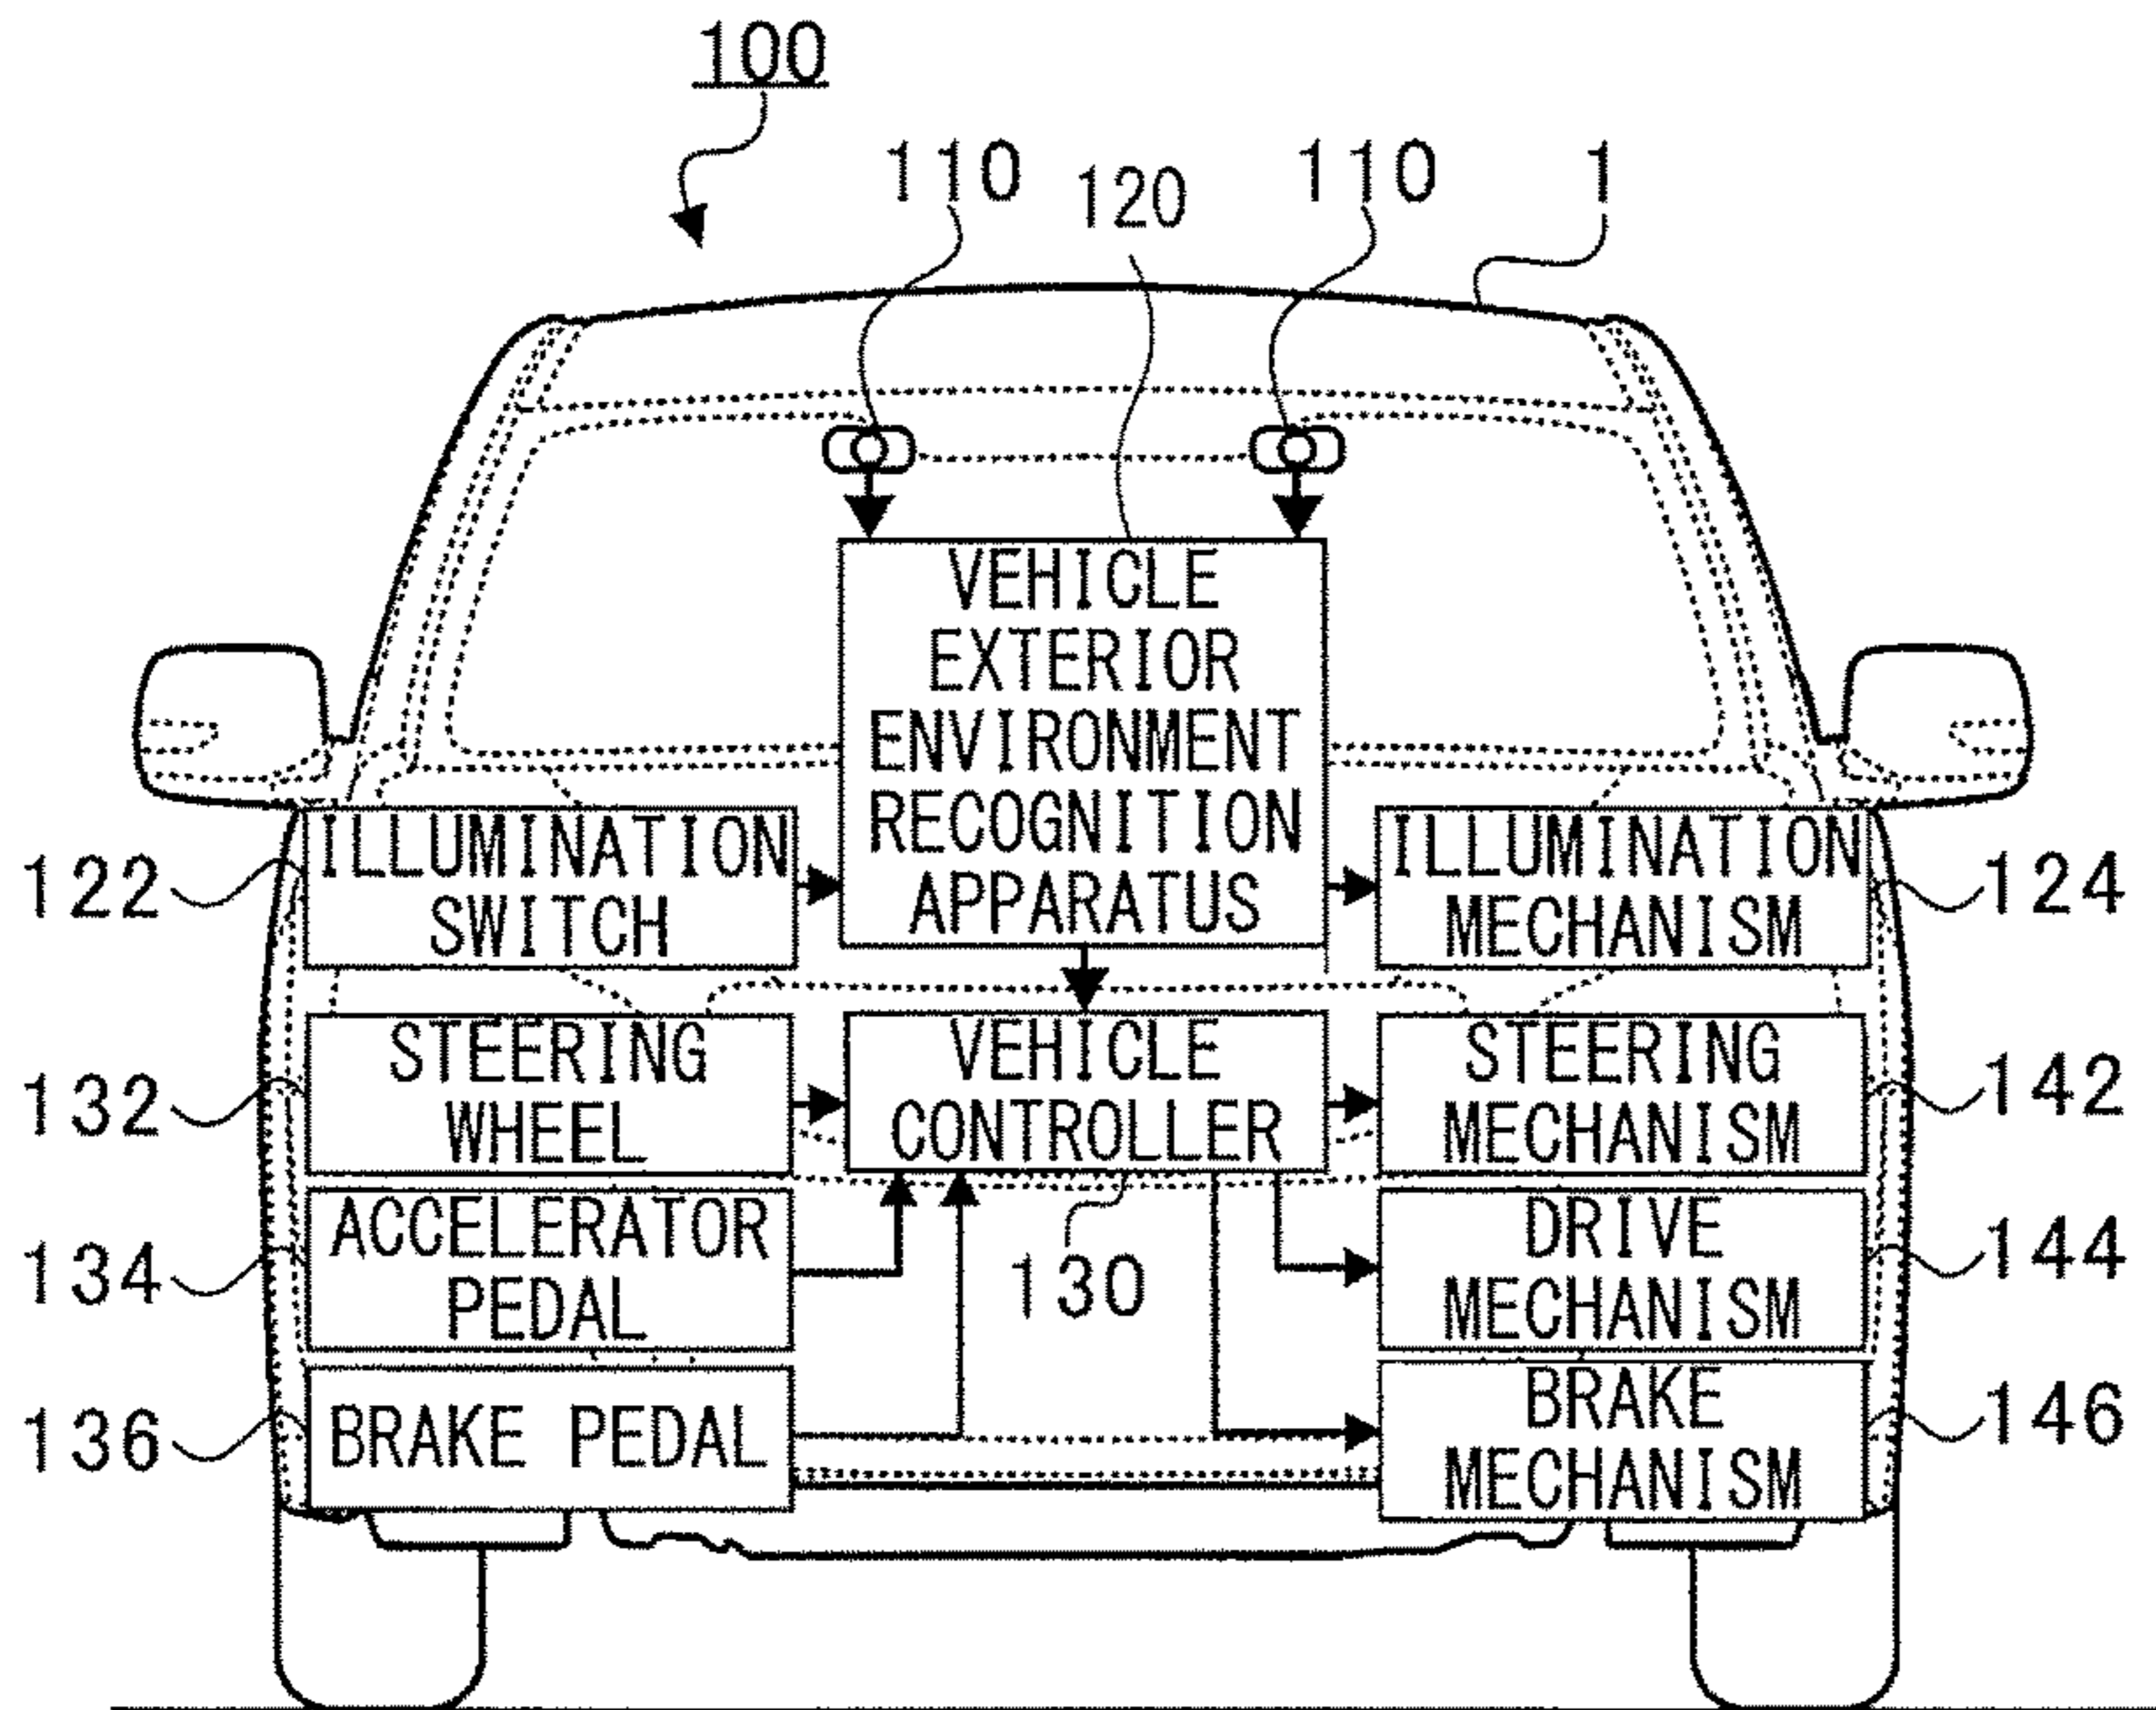 100
110
120
110
1
VEHICLE
EXTERIOR
ENVIRONMENT
RECOGNITION
APPARATUS
122
ILLUMINATION
SWITCH
ILLUMINATION
MECHANISM
124
132
STEERING
WHEEL
VEHICLE
CONTROLLER
STEERING
MECHANISM
142
134
ACCELERATOR
PEDAL
130
DRIVE
MECHANISM
144
136
BRAKE PEDAL
BRAKE
MECHANISM
146